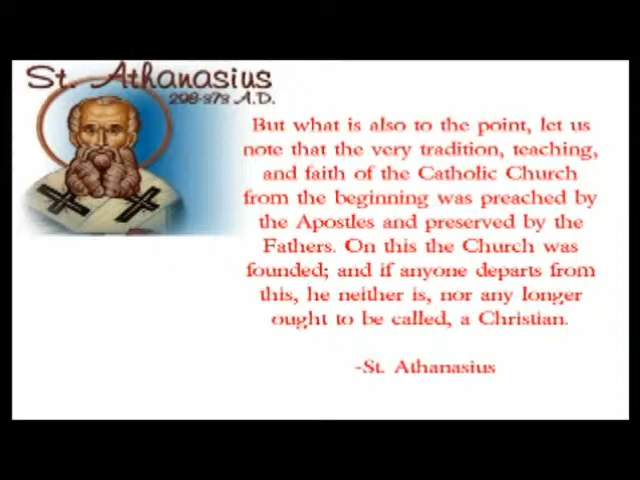 St. Athanasius
298-373 A.D.
But what is also to the point, let us
note that the very tradition, teaching,
and faith of the Catholic Church
from the beginning was preached by
the Apostles and preserved by the
Fathers. On this the Church was
founded; and if anyone departs from
this, he neither is, nor any longer
ought to be called, a Christian.
-St. Athanasius